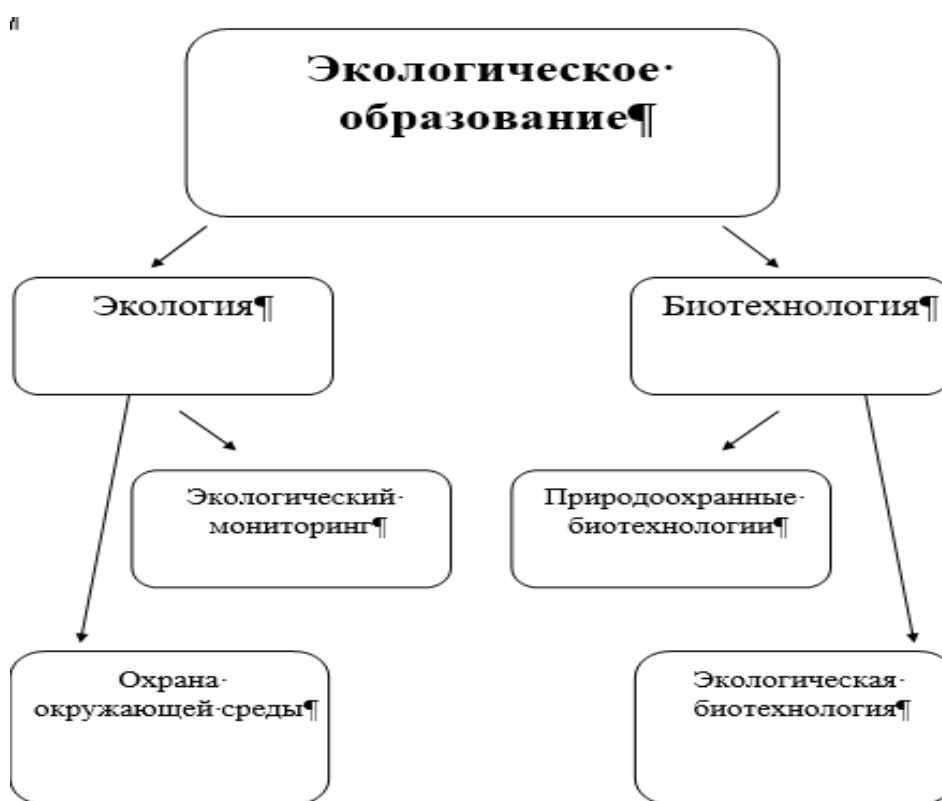 ¶
Экологическое·
образование¶
Экология¶
Биотехнология¶
Экологический·
мониторинг¶
Природоохранные·
биотехнологии¶
Охрана·
окружающей·среды¶
Экологическая·
биотехнология¶